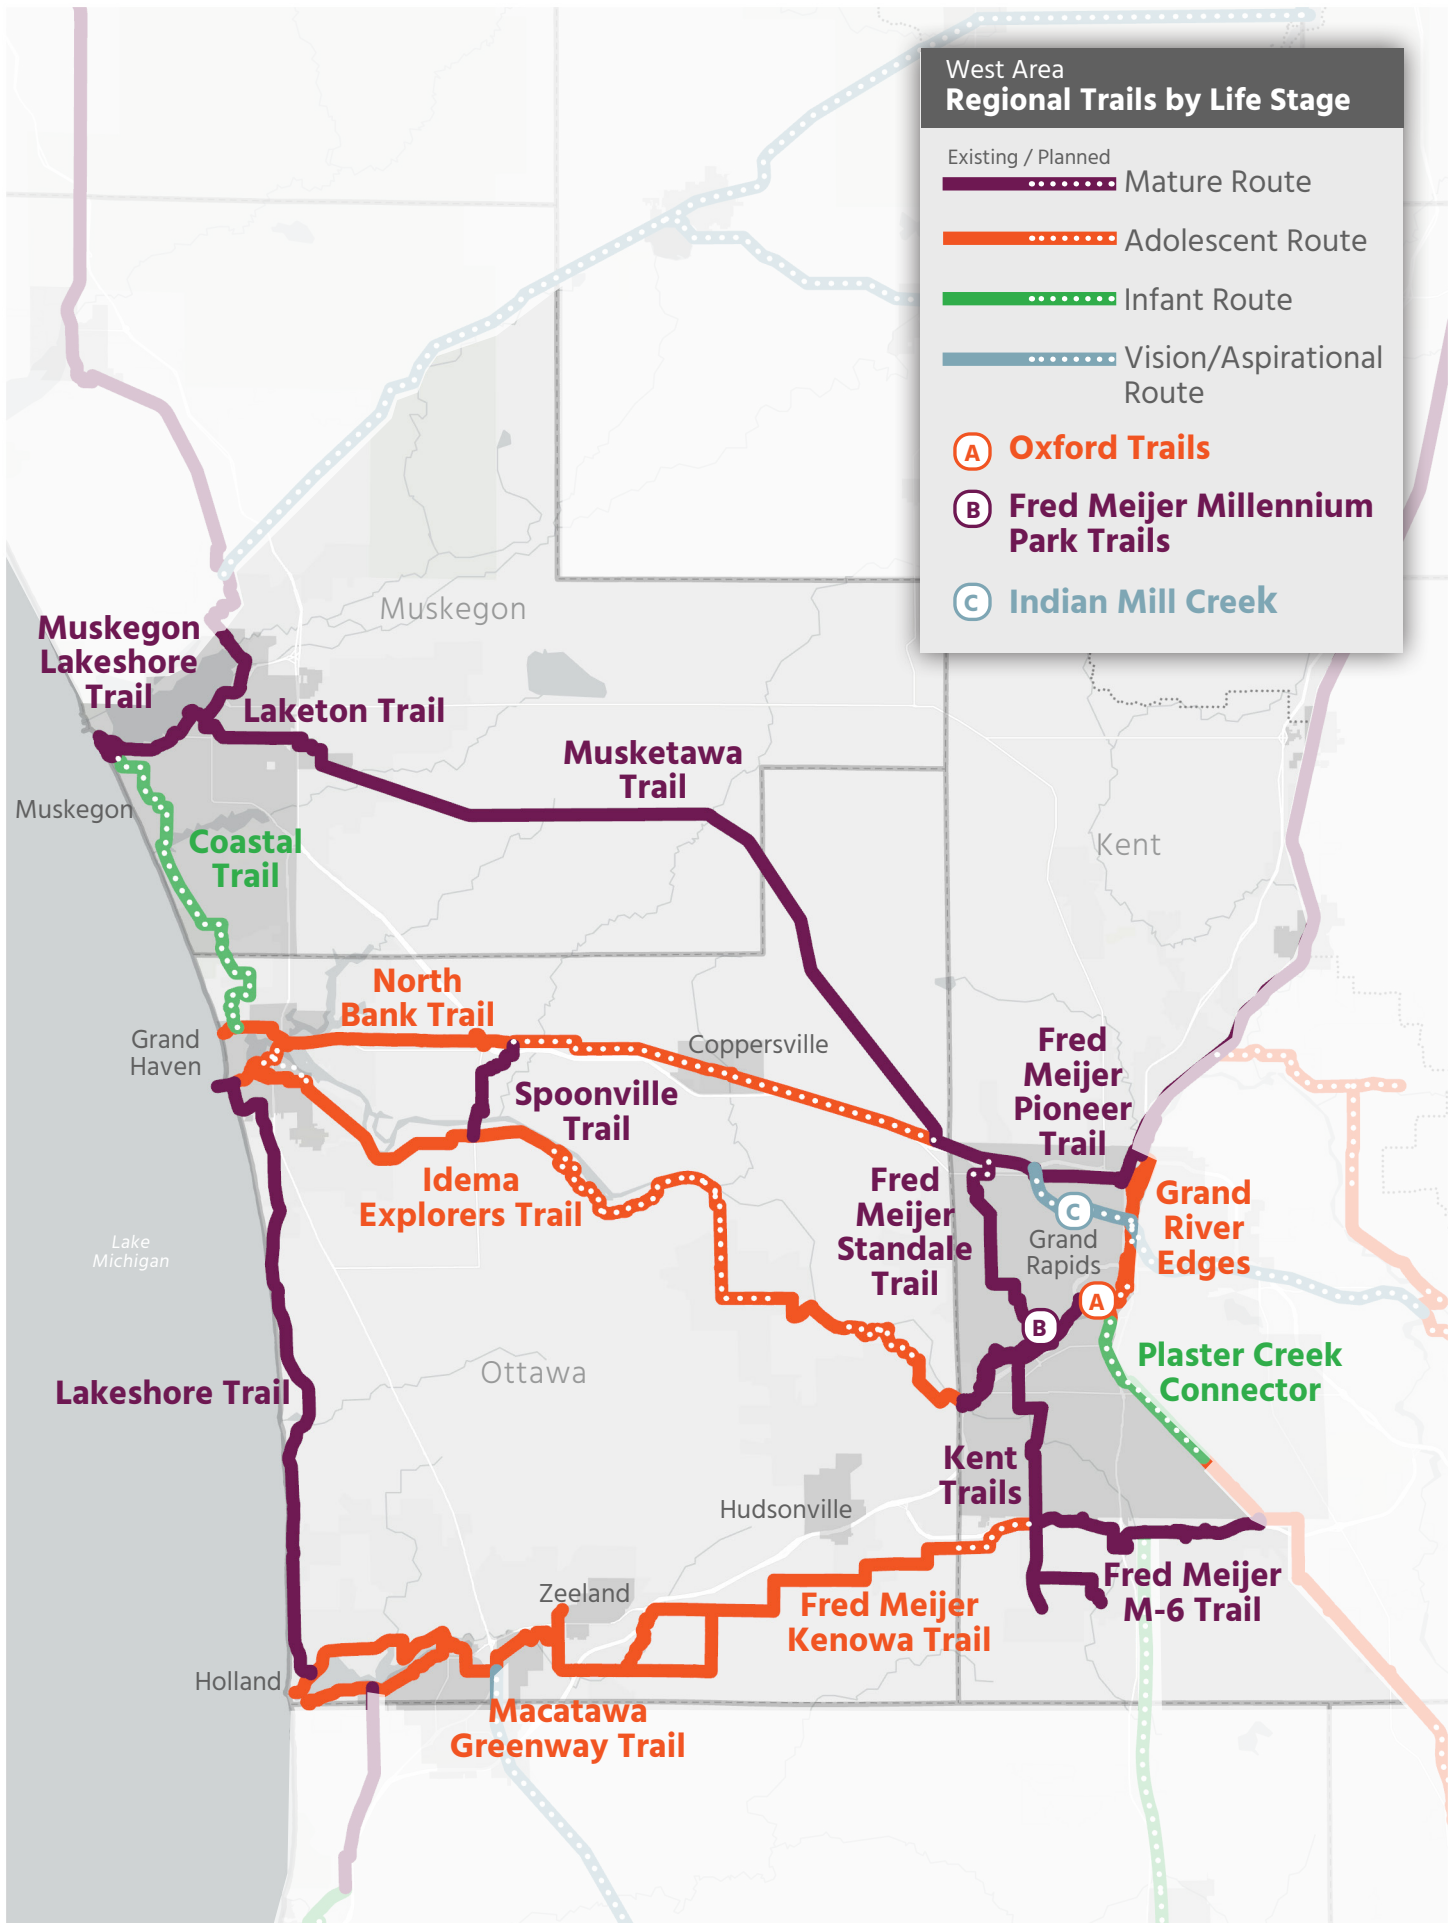 West Area
Regional Trails by Life Stage
Existing / Planned
Mature Route
Adolescent Route
Infant Route
Vision/Aspirational
Route
A Oxford Trails
B Fred Meijer Millennium
Park Trails
C Indian Mill Creek
Muskegon
Muskegon
Lakeshore
Trail
Laketon Trail
Musketawa
Trail
Muskegon
Coastal
Trail
Kent
North
Bank Trail
Grand
Haven
Coppersville
Fred
Meijer
Pioneer
Trail
Spoonville
Trail
Idema
Explorers Trail
Fred
Meijer
Standale
Trail
Grand
River
Edges
C
Grand
Rapids
Lake
Michigan
A
B
Plaster Creek
Connector
Ottawa
Lakeshore Trail
Kent
Trails
Hudsonville
Zeeland
Fred Meijer
M-6 Trail
Fred Meijer
Kenowa Trail
Holland
Macatawa
Greenway Trail